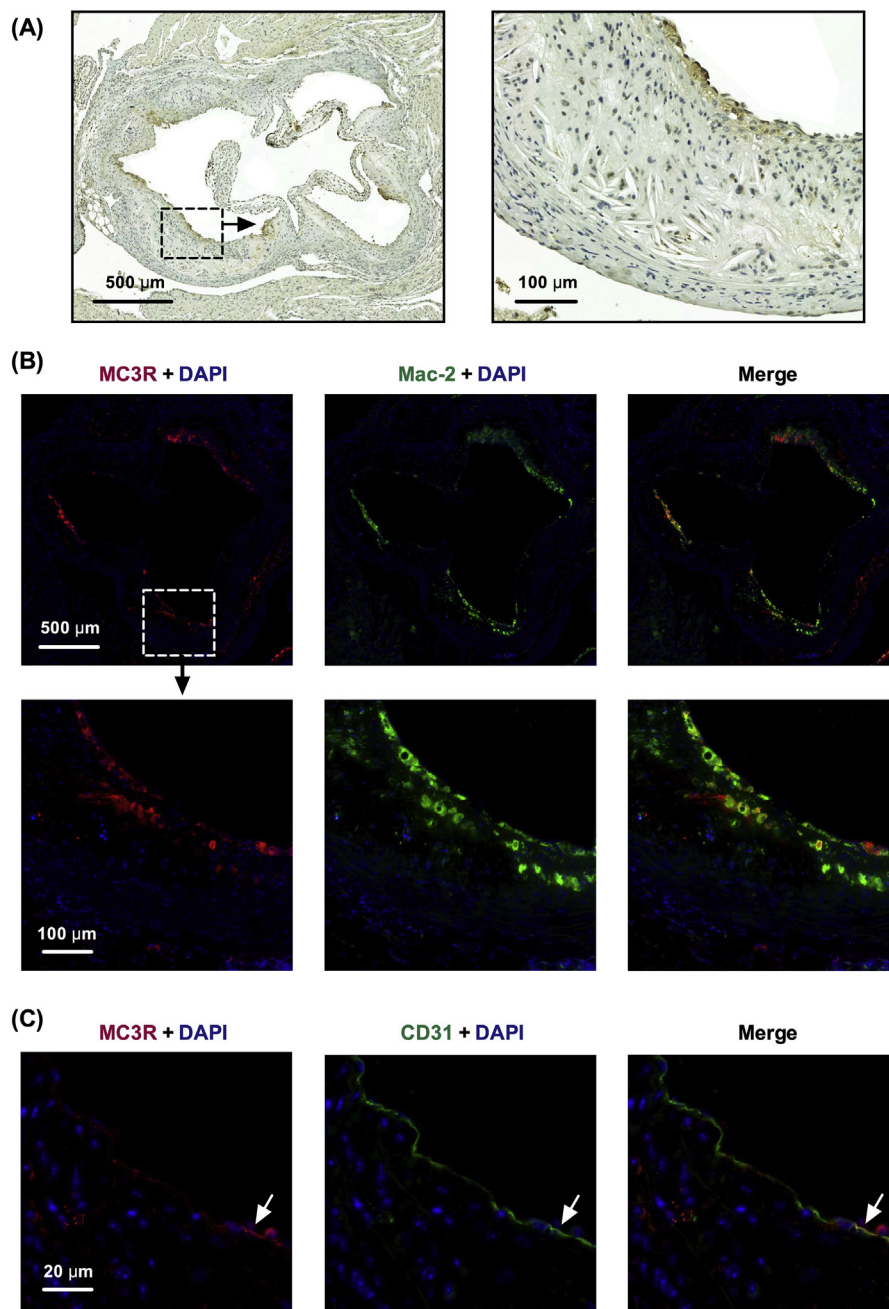 (A)
500 µm
100 µm
(B)
MC3R + DAPI
Mac-2 + DAPI
Merge
500 µm
100 µm
(C)
MC3R + DAPI
CD31 + DAPI
Merge
20 µm